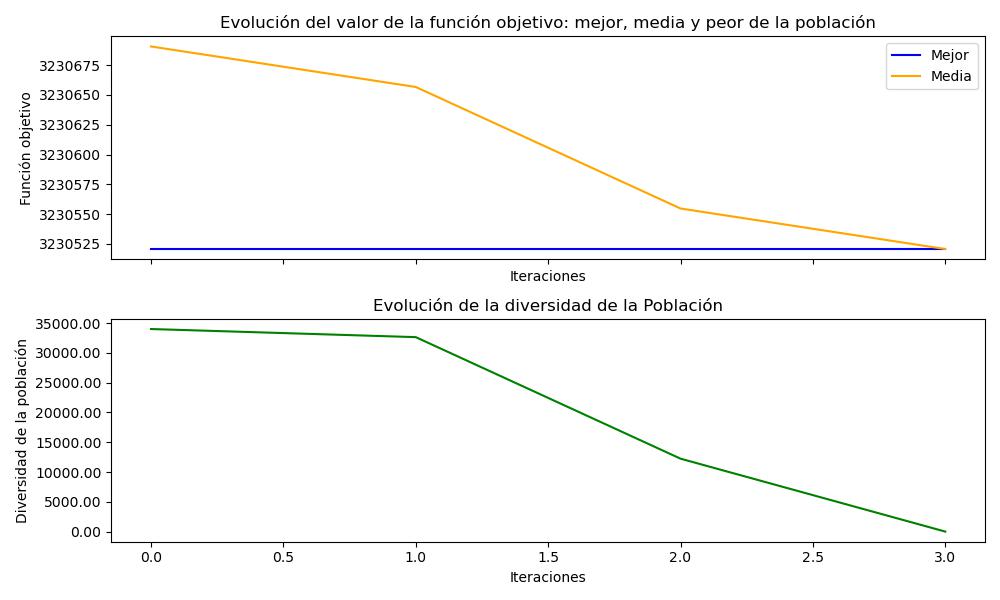 Evolución del valor de la función objetivo: mejor, media y peor de la población
Función objetivo
3230675
3230650
3230625
3230600
3230575
3230550
3230525
Mejor
Media
Iteraciones
Evolución de la diversidad de la Población
Diversidad de la población
35000.00
30000.00
25000.00
20000.00
15000.00
10000.00
5000.00
0.00
0.0 0.5 1.0 1.5 2.0 2.5 3.0
Iteraciones